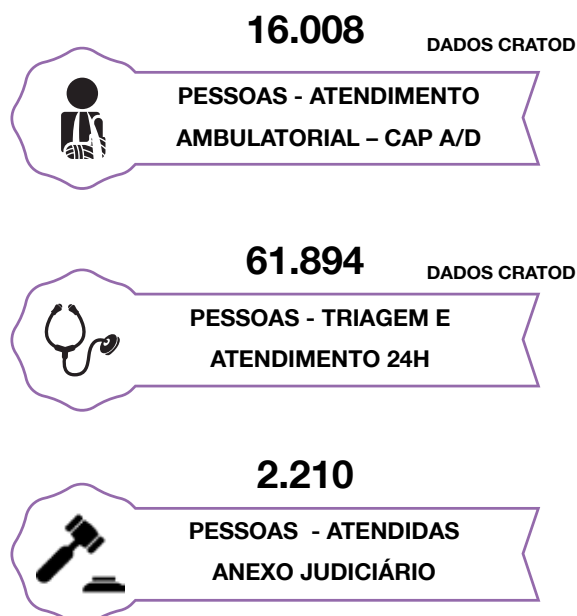 16.008
DADOS CRATOD
PESSOAS - ATENDIMENTO
AMBULATORIAL – CAP A/D
61.894
DADOS CRATOD
PESSOAS - TRIAGEM E
ATENDIMENTO 24H
2.210
PESSOAS - ATENDIDAS
ANEXO JUDICIÁRIO